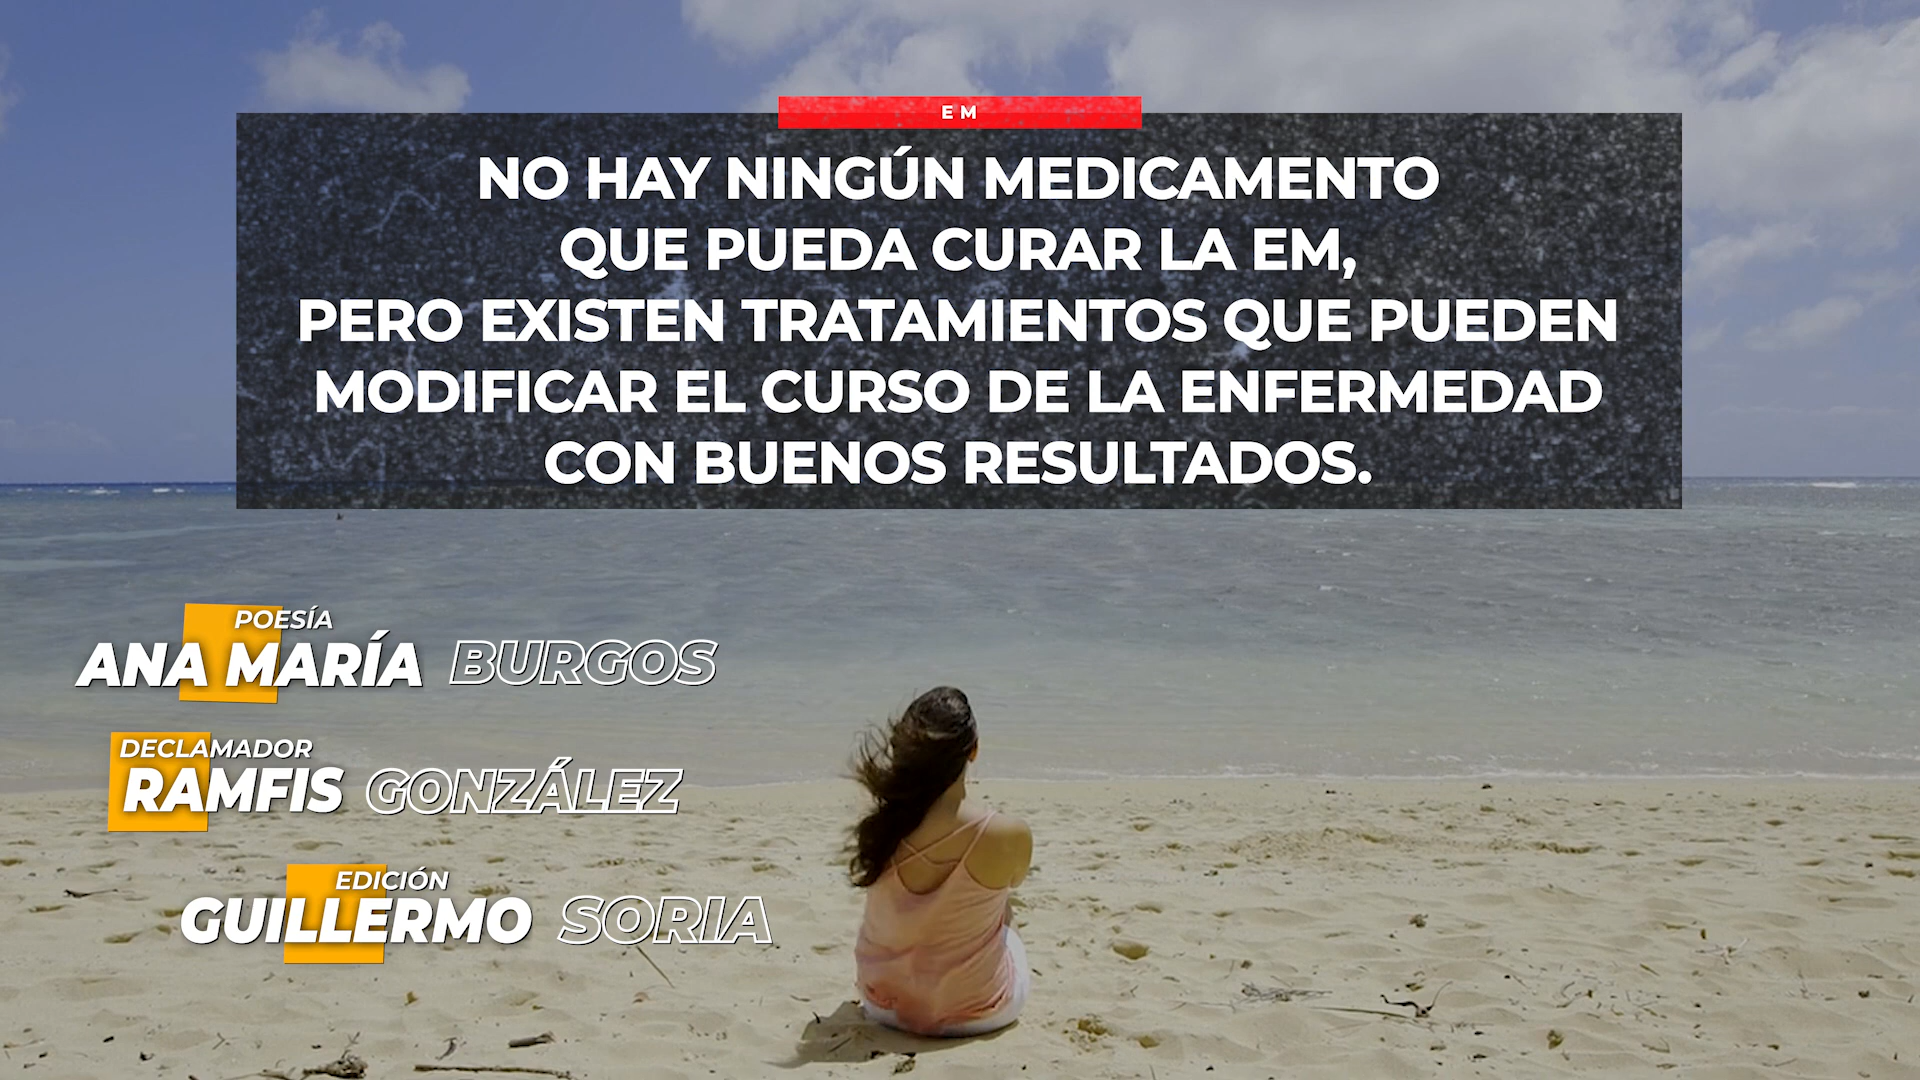 EM
NO HAY NINGÚN MEDICAMENTO
QUE PUEDA CURAR LA EM,
PERO EXISTEN TRATAMIENTOS QUE PUEDEN
MODIFICAR EL CURSO DE LA ENFERMEDAD
CON BUENOS RESULTADOS.
POESÍA
ANA MARÍA BURGOS
DECLAMADOR
RAMFIS GONZÁLEZ
EDICIÓN
GUILLERMO SORIA